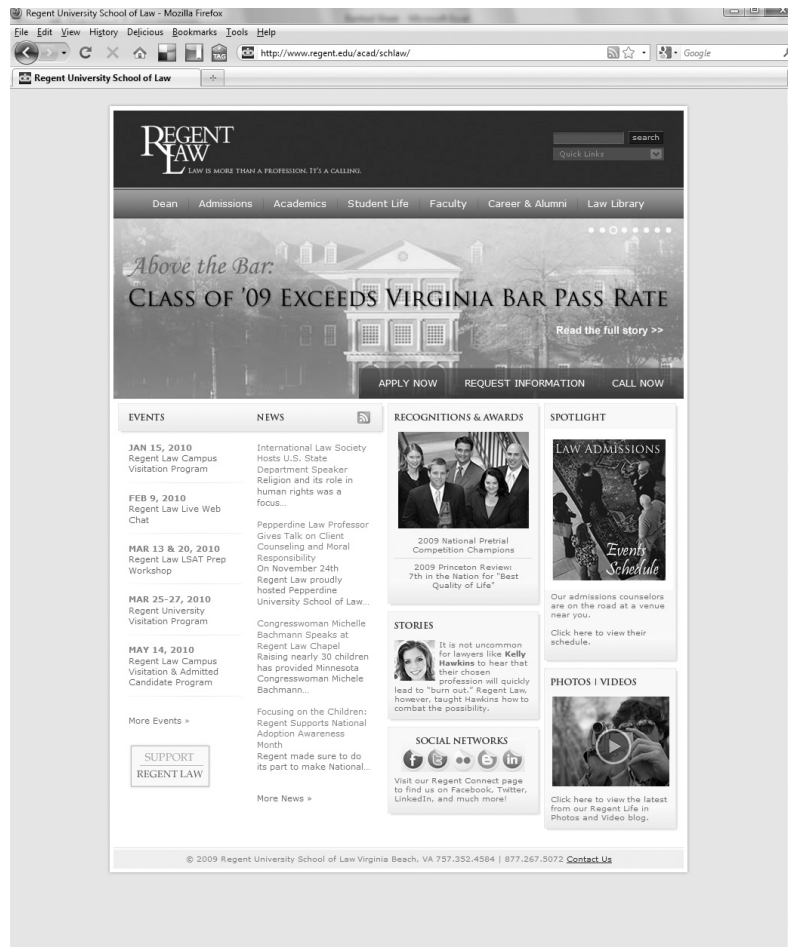 Regent University School of Law - Mozilla Firefox
File Edit View History Delicious Bookmarks Tools Help
TAG
http://www.regent.edu/acad/schlaw/
Google
Regent University School of Law
REGENT
LAW
LAW IS MORE THAN A PROFESSION. IT'S A CALLING.
search
Quick Links
Dean Admissions Academics Student Life Faculty Career & Alumni Law Library
Above the Bar:
CLASS OF '09 EXCEEDS VIRGINIA BAR PASS RATE
Read the full story >>
APPLY NOW REQUEST INFORMATION CALL NOW
EVENTS
JAN 15, 2010
Regent Law Campus
Visitation Program
FEB 9, 2010
Regent Law Live Web
Chat
MAR 13 & 20, 2010
Regent Law LSAT Prep
Workshop
MAR 25-27, 2010
Regent University
Visitation Program
MAY 14, 2010
Regent Law Campus
Visitation & Admitted
Candidate Program
More Events »
SUPPORT
REGENT LAW
NEWS
International Law Society
Hosts U.S. State
Department Speaker
Religion and its role in
human rights was a
focus...
Pepperdine Law Professor
Gives Talk on Client
Counseling and Moral
Responsibility
On November 24th
Regent Law proudly
hosted Pepperdine
University School of Law...
Congresswoman Michelle
Bachmann Speaks at
Regent Law Chapel
Raising nearly 30 children
has provided Minnesota
Congresswoman Michele
Bachmann...
Focusing on the Children:
Regent Supports National
Adoption Awareness
Month
Regent made sure to do
its part to make National...
More News »
RECOGNITIONS & AWARDS
2009 National Pretrial
Competition Champions
2009 Princeton Review:
7th in the Nation for "Best
Quality of Life"
STORIES
It is not uncommon
for lawyers like Kelly
Hawkins to hear that
their chosen
profession will quickly
lead to "burn out." Regent Law,
however, taught Hawkins how to
combat the possibility.
SOCIAL NETWORKS
Visit our Regent Connect page
to find us on Facebook, Twitter,
LinkedIn, and much more!
SPOTLIGHT
LAW ADMISSIONS
Events
Schedule
Our admissions counselors
are on the road at a venue
near you.
Click here to view their
schedule.
PHOTOS | VIDEOS
Click here to view the latest
from our Regent Life in
Photos and Video blog.
© 2009 Regent University School of Law Virginia Beach, VA 757.352.4584 | 877.267.5072 Contact Us